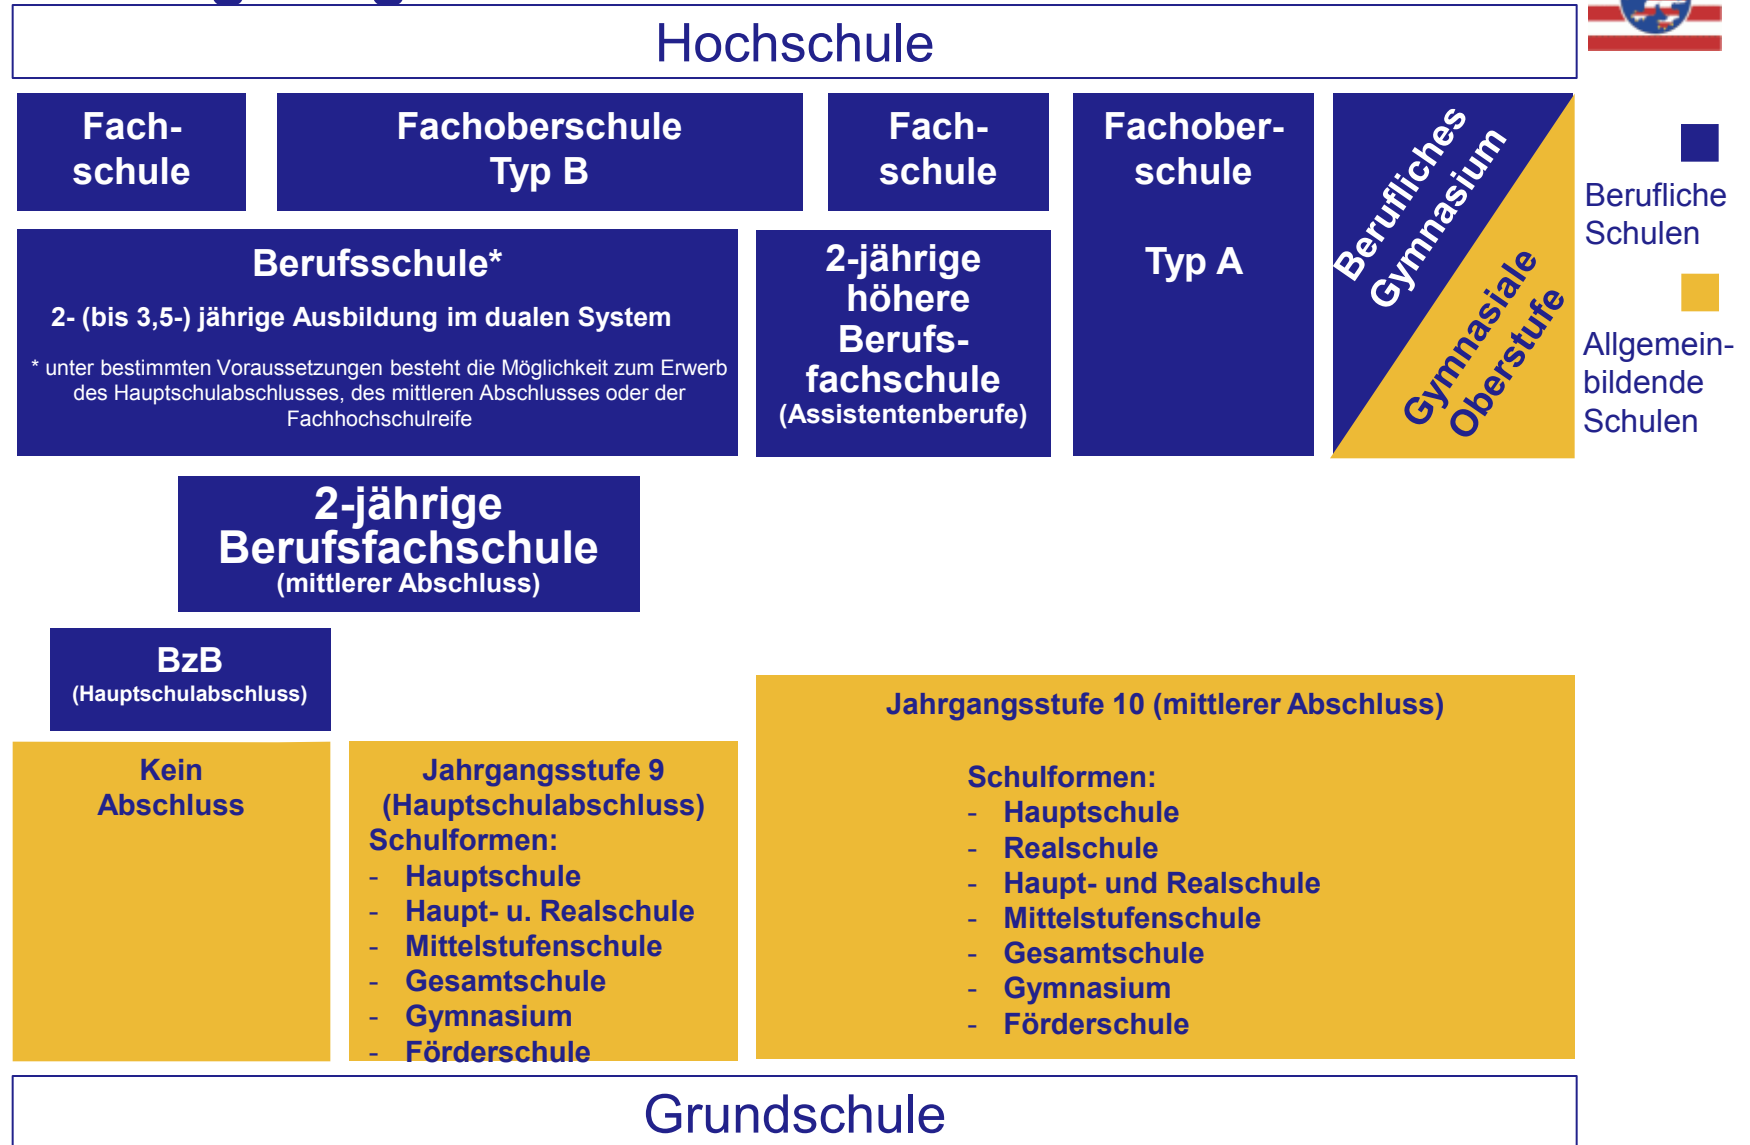 Hochschule
Fach-
schule
Fachoberschule
Typ B
Fach-
schule
Fachober-
schule
Typ A
Berufliches
Gymnasium
Gymnasiale
Oberstufe
Berufliche
Schulen
Allgemein-
bildende
Schulen
Berufsschule*
2- (bis 3,5-) jährige Ausbildung im dualen System
* unter bestimmten Voraussetzungen besteht die Möglichkeit zum Erwerb
des Hauptschulabschlusses, des mittleren Abschlusses oder der
Fachhochschulreife
2-jährige
höhere
Berufs-
fachschule
(Assistentenberufe)
2-jährige
Berufsfachschule
(mittlerer Abschluss)
BzB
(Hauptschulabschluss)
Kein
Abschluss
Jahrgangsstufe 9
(Hauptschulabschluss)
Schulformen:
- Hauptschule
- Haupt- u. Realschule
- Mittelstufenschule
- Gesamtschule
- Gymnasium
- Förderschule
Jahrgangsstufe 10 (mittlerer Abschluss)
Schulformen:
- Hauptschule
- Realschule
- Haupt- und Realschule
- Mittelstufenschule
- Gesamtschule
- Gymnasium
- Förderschule
Grundschule